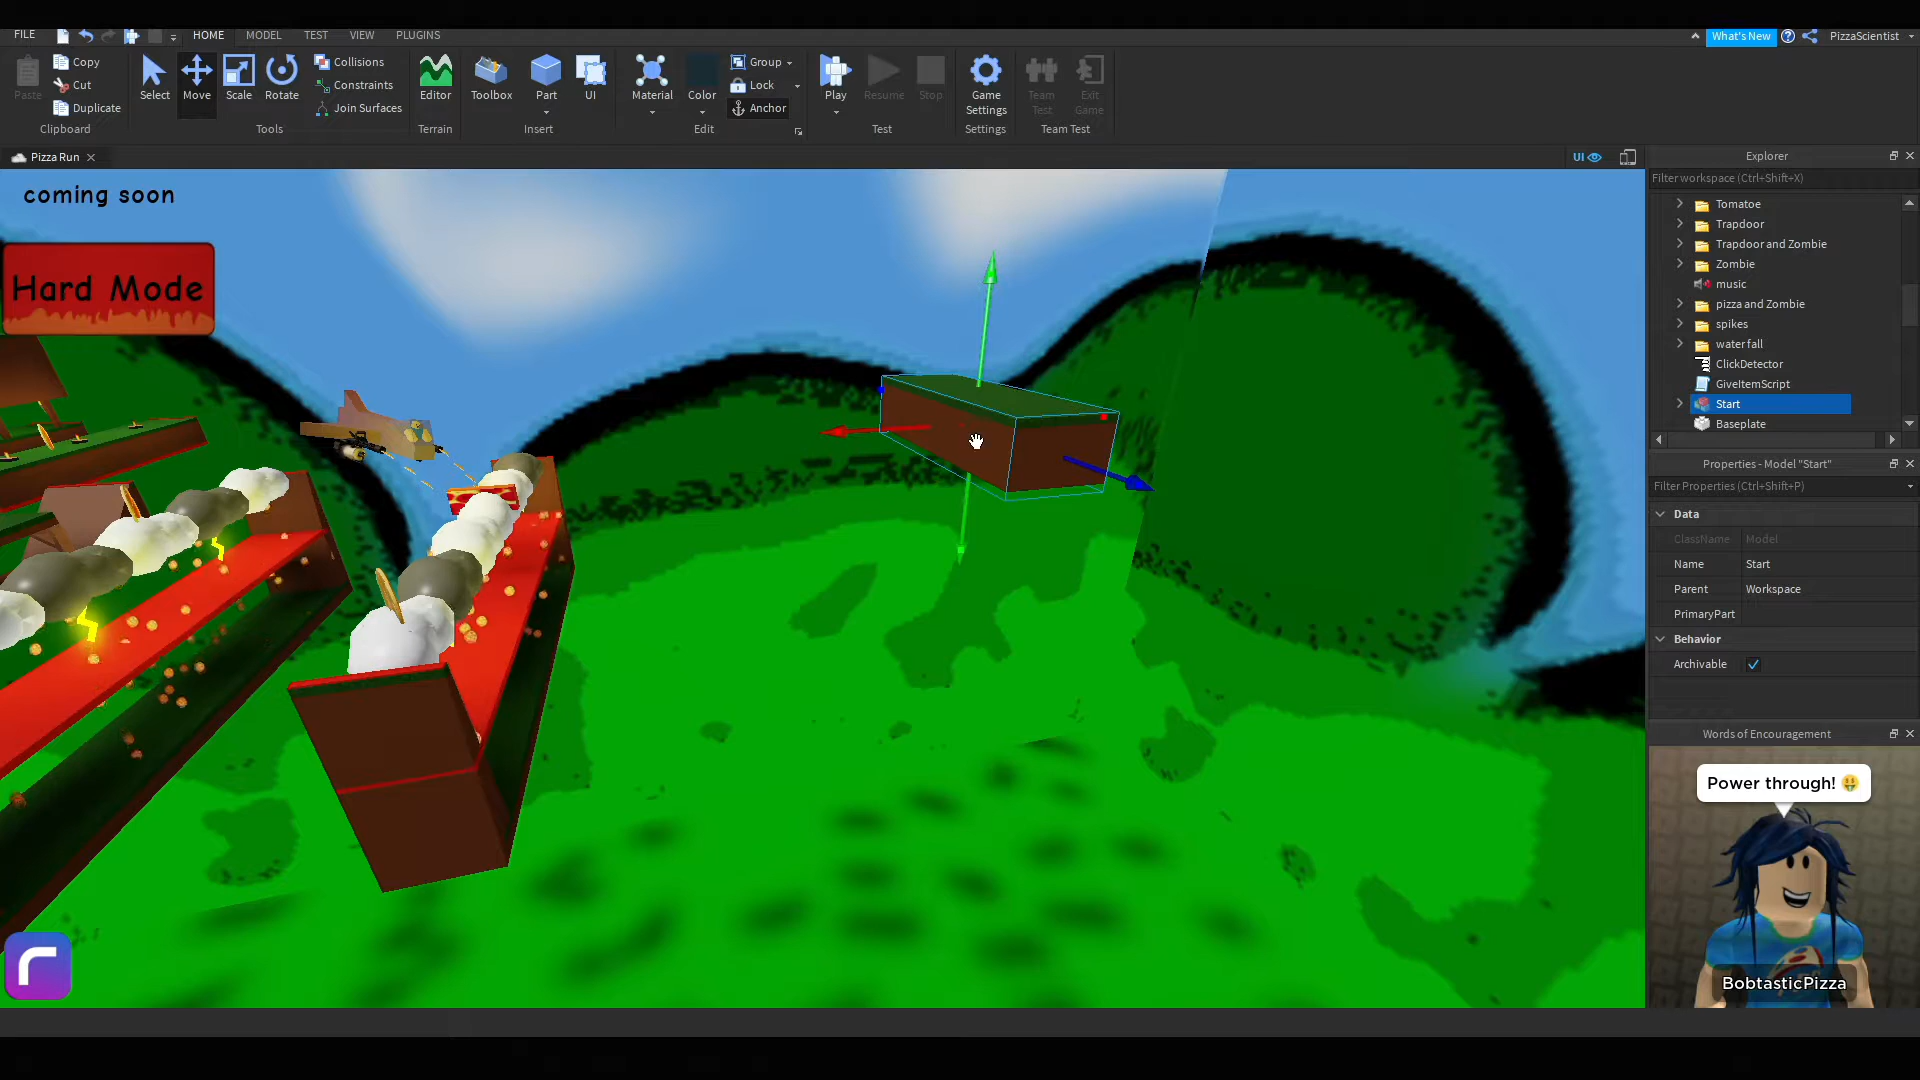 FILE HOME MODEL TEST VIEW PLUGINS What's New PizzaScientist
Paste Copy Cut Duplicate Clipboard
Select Move Scale Rotate Collisions Constraints Join Surfaces Tools
Editor Terrain
Toolbox Part UI Insert
Material Color Group Lock Anchor Edit
Play Resume Stop Test
Game Settings Settings
Team Test Exit Game Team Test
Pizza Run
UI
coming soon
Hard Mode
Explorer
Filter workspace (Ctrl+Shift+X)
Tomatoe
Trapdoor
Trapdoor and Zombie
Zombie
music
pizza and Zombie
spikes
water fall
ClickDetector
GiveItemScript
Start
Baseplate
Properties - Model "Start"
Filter Properties (Ctrl+Shift+P)
Data
ClassName Model
Name Start
Parent Workspace
PrimaryPart
Behavior
Archivable
Words of Encouragement
Power through! 🤑
BobtasticPizza